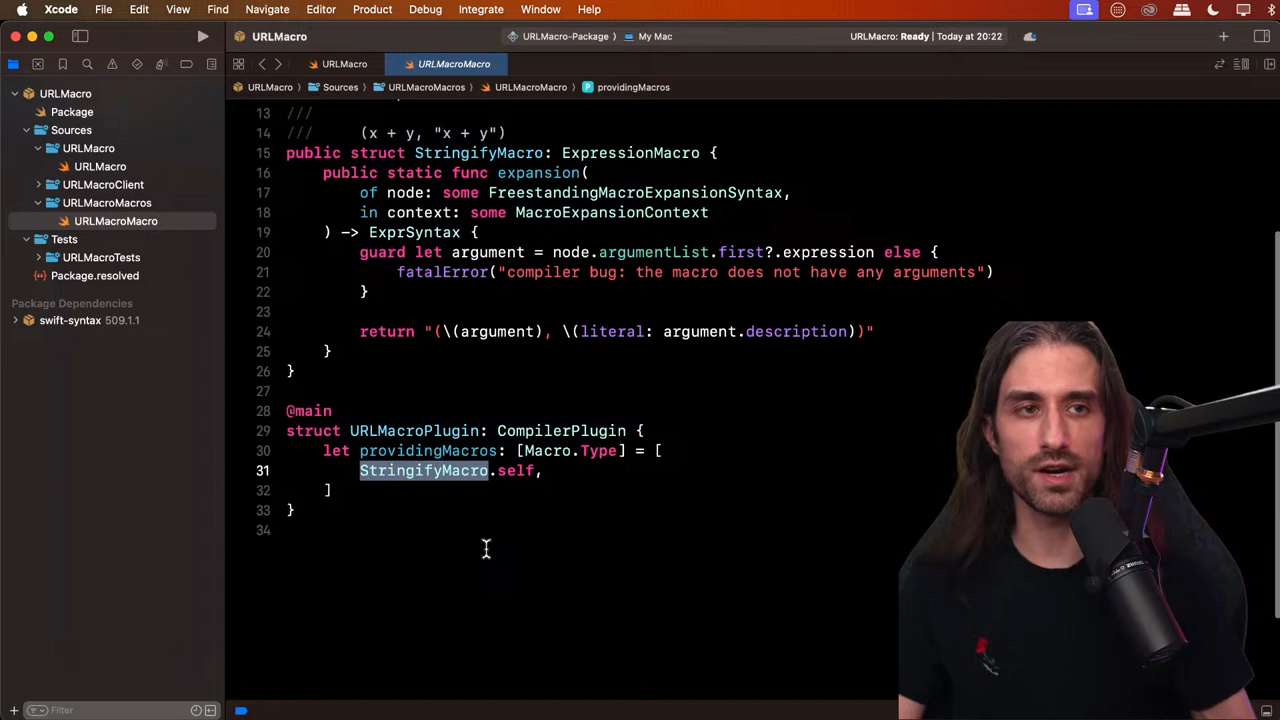 Xcode File Edit View Find Navigate Editor Product Debug Integrate Window Help
URLMacro
URLMacro-Package
My Mac
URLMacro: Ready | Today at 20:22
URLMacro
URLMacroMacro
URLMacro
Sources
URLMacroMacros
URLMacroMacro
P providingMacros
URLMacro
Package
Sources
URLMacro
URLMacro
URLMacroClient
URLMacroMacros
URLMacroMacro
Tests
URLMacroTests
Package.resolved
Package Dependencies
swift-syntax 509.1.1
Filter
13 ///
14 ///     (x + y, "x + y")
15 public struct StringifyMacro: ExpressionMacro {
16     public static func expansion(
17         of node: some FreestandingMacroExpansionSyntax,
18         in context: some MacroExpansionContext
19     ) -> ExprSyntax {
20         guard let argument = node.argumentList.first?.expression else {
21             fatalError("compiler bug: the macro does not have any arguments")
22         }
23
24         return "(\(argument), \(literal: argument.description))"
25     }
26 }
27
28 @main
29 struct URLMacroPlugin: CompilerPlugin {
30     let providingMacros: [Macro.Type] = [
31         StringifyMacro.self,
32     ]
33 }
34